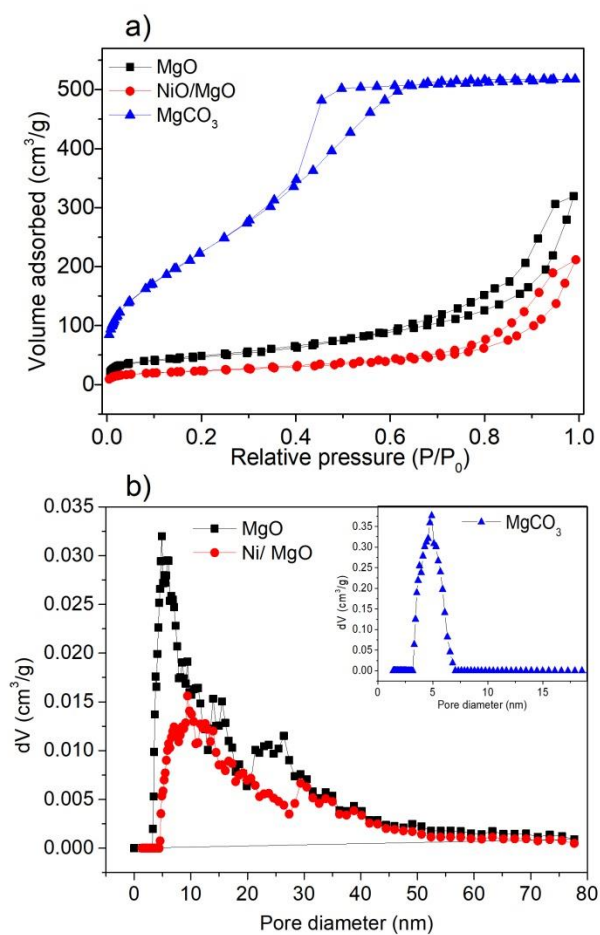 a)
MgO
NiO/MgO
MgCO₃
Volume adsorbed (cm³/g)
500
400
300
200
100
0
0.0 0.2 0.4 0.6 0.8 1.0
Relative pressure (P/P₀)
b)
MgO
Ni/ MgO
dV (cm³/g)
0.035
0.030
0.025
0.020
0.015
0.010
0.005
0.000
0 10 20 30 40 50 60 70 80
Pore diameter (nm)
MgCO₃
dV (cm³/g)
0.35
0.30
0.25
0.20
0.15
0.10
0.05
0.00
0 5 10 15
Pore diameter (nm)